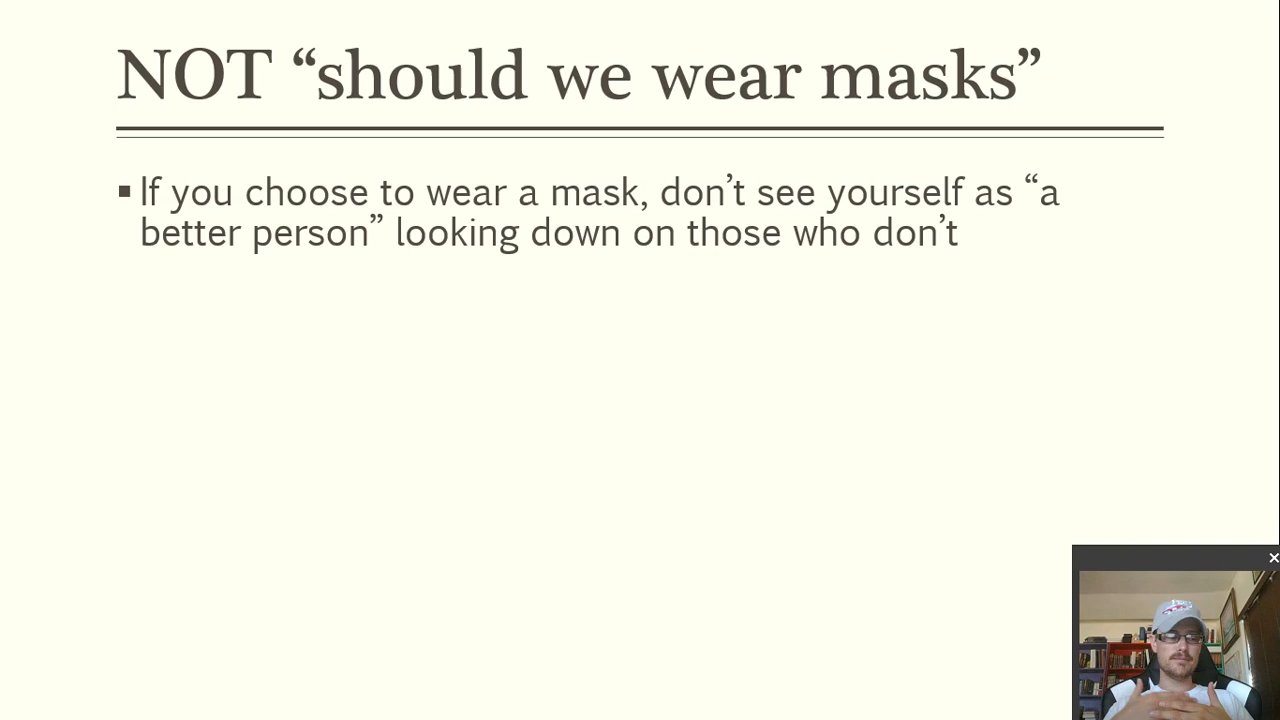 NOT “should we wear masks”
▪ If you choose to wear a mask, don’t see yourself as “a
better person” looking down on those who don’t